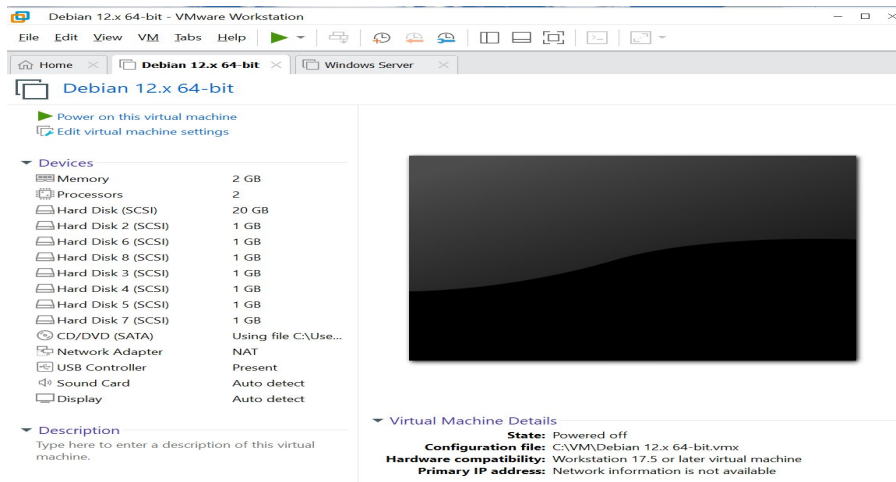 Debian 12.x 64-bit - VMware Workstation
File Edit View VM Tabs Help
Home Debian 12.x 64-bit Windows Server
Debian 12.x 64-bit
Power on this virtual machine
Edit virtual machine settings
Devices
Memory 2 GB
Processors 2
Hard Disk (SCSI) 20 GB
Hard Disk 2 (SCSI) 1 GB
Hard Disk 6 (SCSI) 1 GB
Hard Disk 8 (SCSI) 1 GB
Hard Disk 3 (SCSI) 1 GB
Hard Disk 4 (SCSI) 1 GB
Hard Disk 5 (SCSI) 1 GB
Hard Disk 7 (SCSI) 1 GB
CD/DVD (SATA) Using file C:\Use...
Network Adapter NAT
USB Controller Present
Sound Card Auto detect
Display Auto detect
Description
Type here to enter a description of this virtual
machine.
Virtual Machine Details
State: Powered off
Configuration file: C:\VM\Debian 12.x 64-bit.vmx
Hardware compatibility: Workstation 17.5 or later virtual machine
Primary IP address: Network information is not available